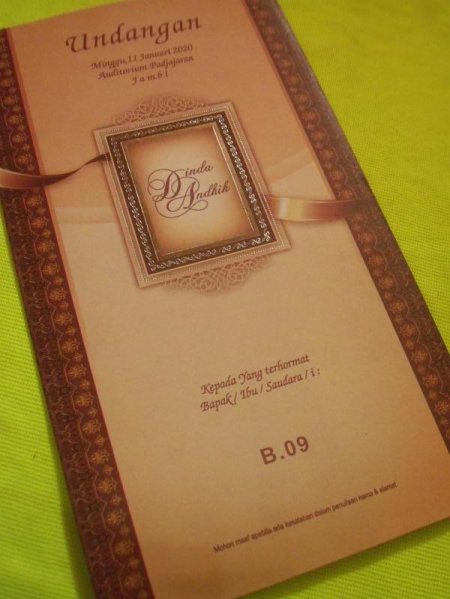 Undangan
Minggu,11 Januari 2020
Auditorium Padjajaran
J a m b i
Dinda
Andhik
Kepada Yang terhormat
Bapak / Ibu / Saudara / i :
B.09
Mohon maaf apabila ada kesalahan dalam penulisan nama & alamat